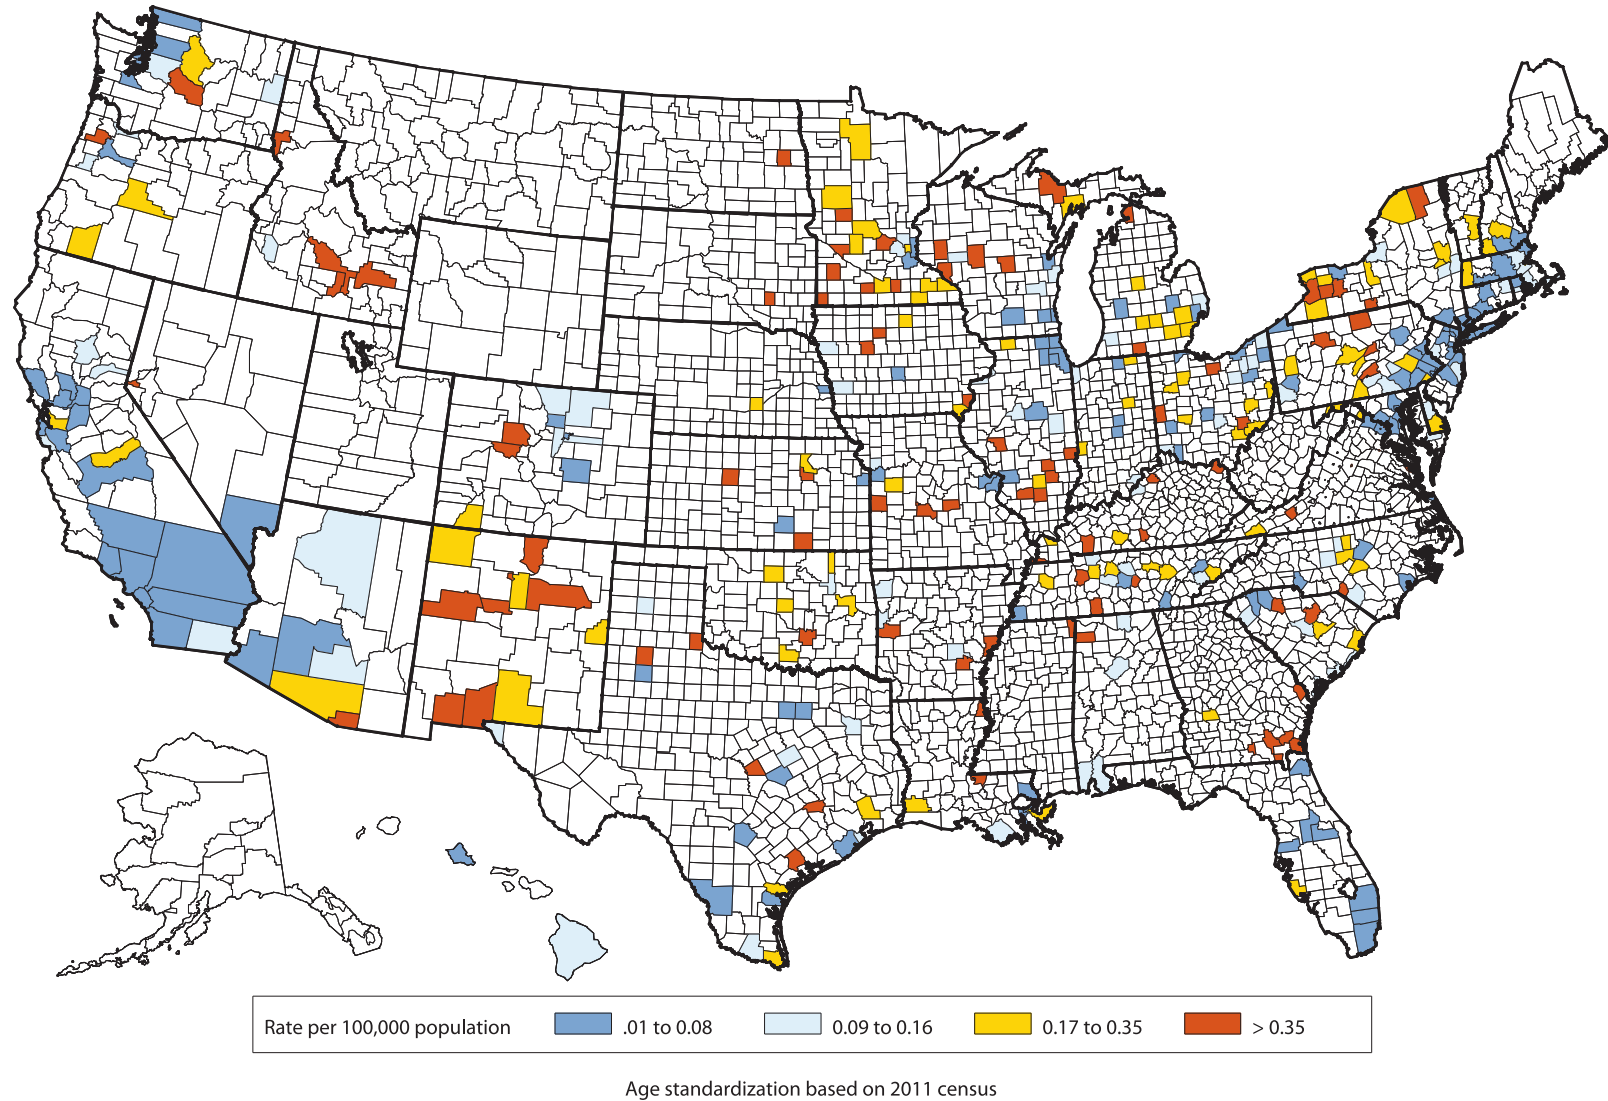 Rate per 100,000 population .01 to 0.08 0.09 to 0.16 0.17 to 0.35 > 0.35
Age standardization based on 2011 census